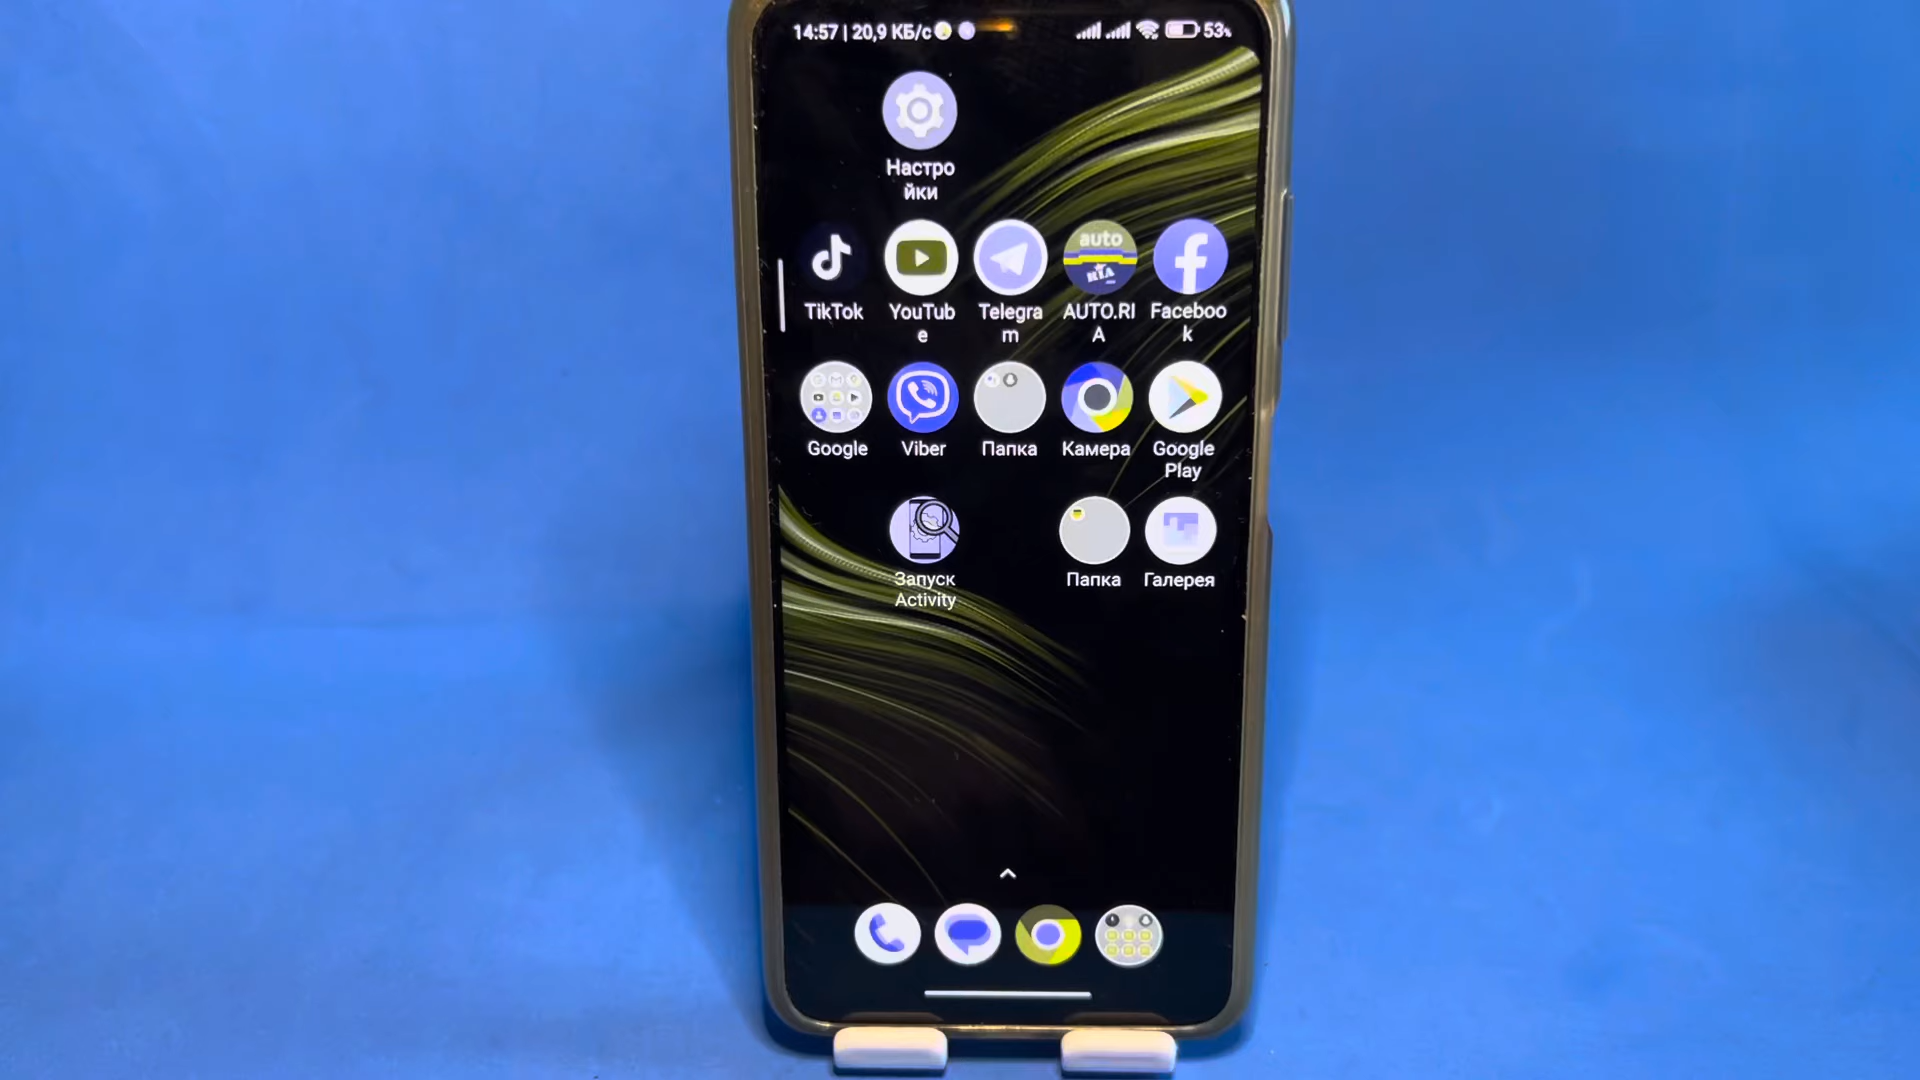 14:57 | 20,9 КБ/с
53%
Настро
йки
auto
RIA
TikTok
YouTub
e
Telegra
m
AUTO.RI
A
Faceboo
k
Google
Viber
Папка
Камера
Google
Play
Запуск
Activity
Папка
Галерея